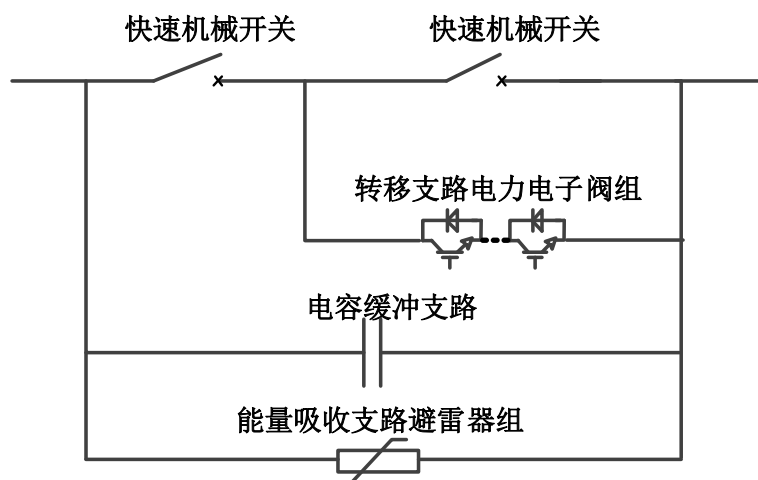 快速机械开关
快速机械开关
转移支路电力电子阀组
电容缓冲支路
能量吸收支路避雷器组